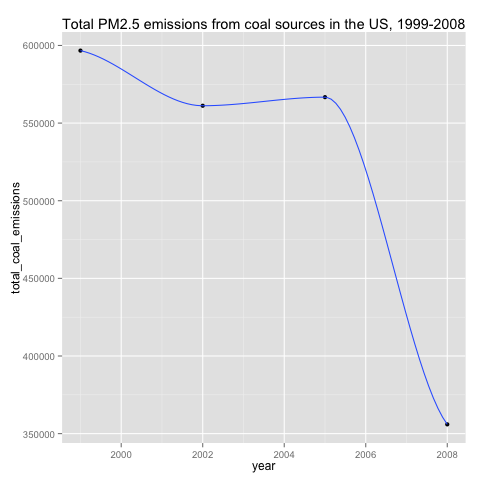 Total PM2.5 emissions from coal sources in the US, 1999-2008
600000
550000
500000
450000
400000
350000
total_coal_emissions
2000 2002 2004 2006 2008
year